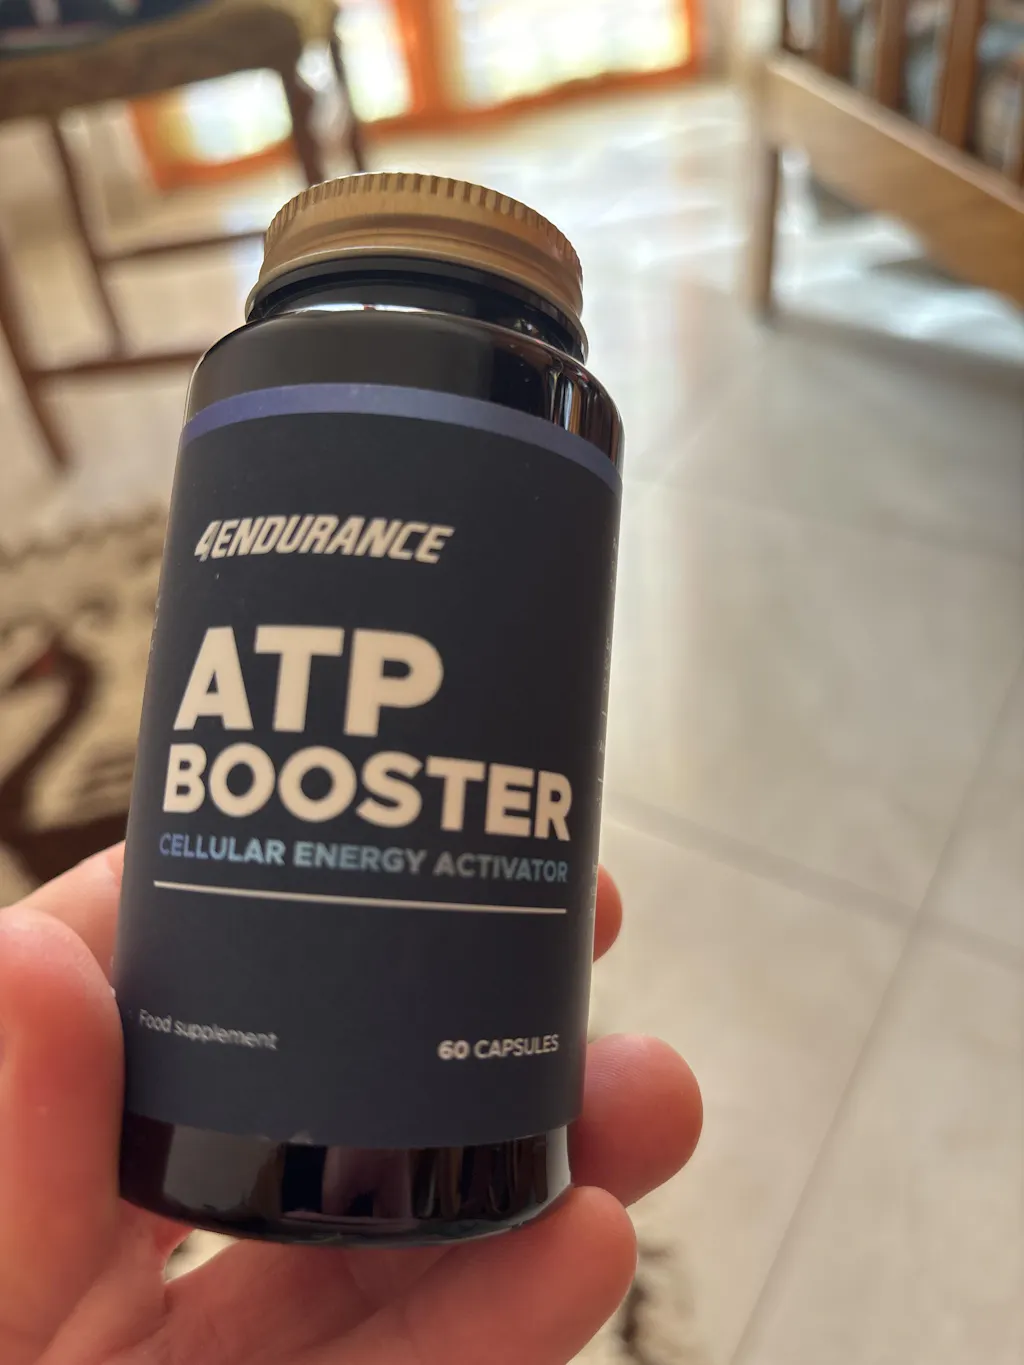 4ENDURANCE
ATP
BOOSTER
CELLULAR ENERGY ACTIVATOR
Food supplement
60 CAPSULES